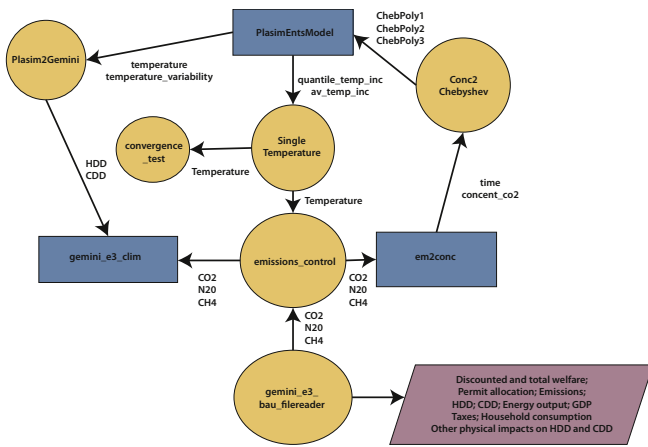 ChebPoly1
ChebPoly2
ChebPoly3
PlasimEntsModel
Plasim2Gemini
temperature
temperature_variability
quantile_temp_inc
av_temp_inc
Conc2
Chebyshev
convergence
_test
Single
Temperature
Temperature
HDD
CDD
time
concent_co2
Temperature
gemini_e3_clim
emissions_control
em2conc
CO2
N20
CH4
CO2
N20
CH4
CO2
N20
CH4
gemini_e3_
bau_filereader
Discounted and total welfare;
Permit allocation; Emissions;
HDD; CDD; Energy output; GDP
Taxes; Household consumption
Other physical impacts on HDD and CDD